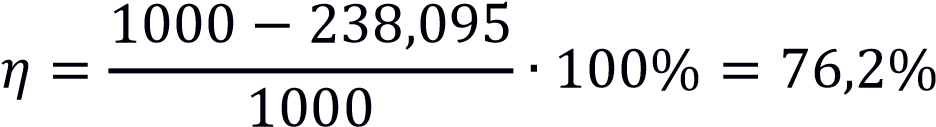 η = (1000 − 238,095) / 1000 · 100% = 76,2%